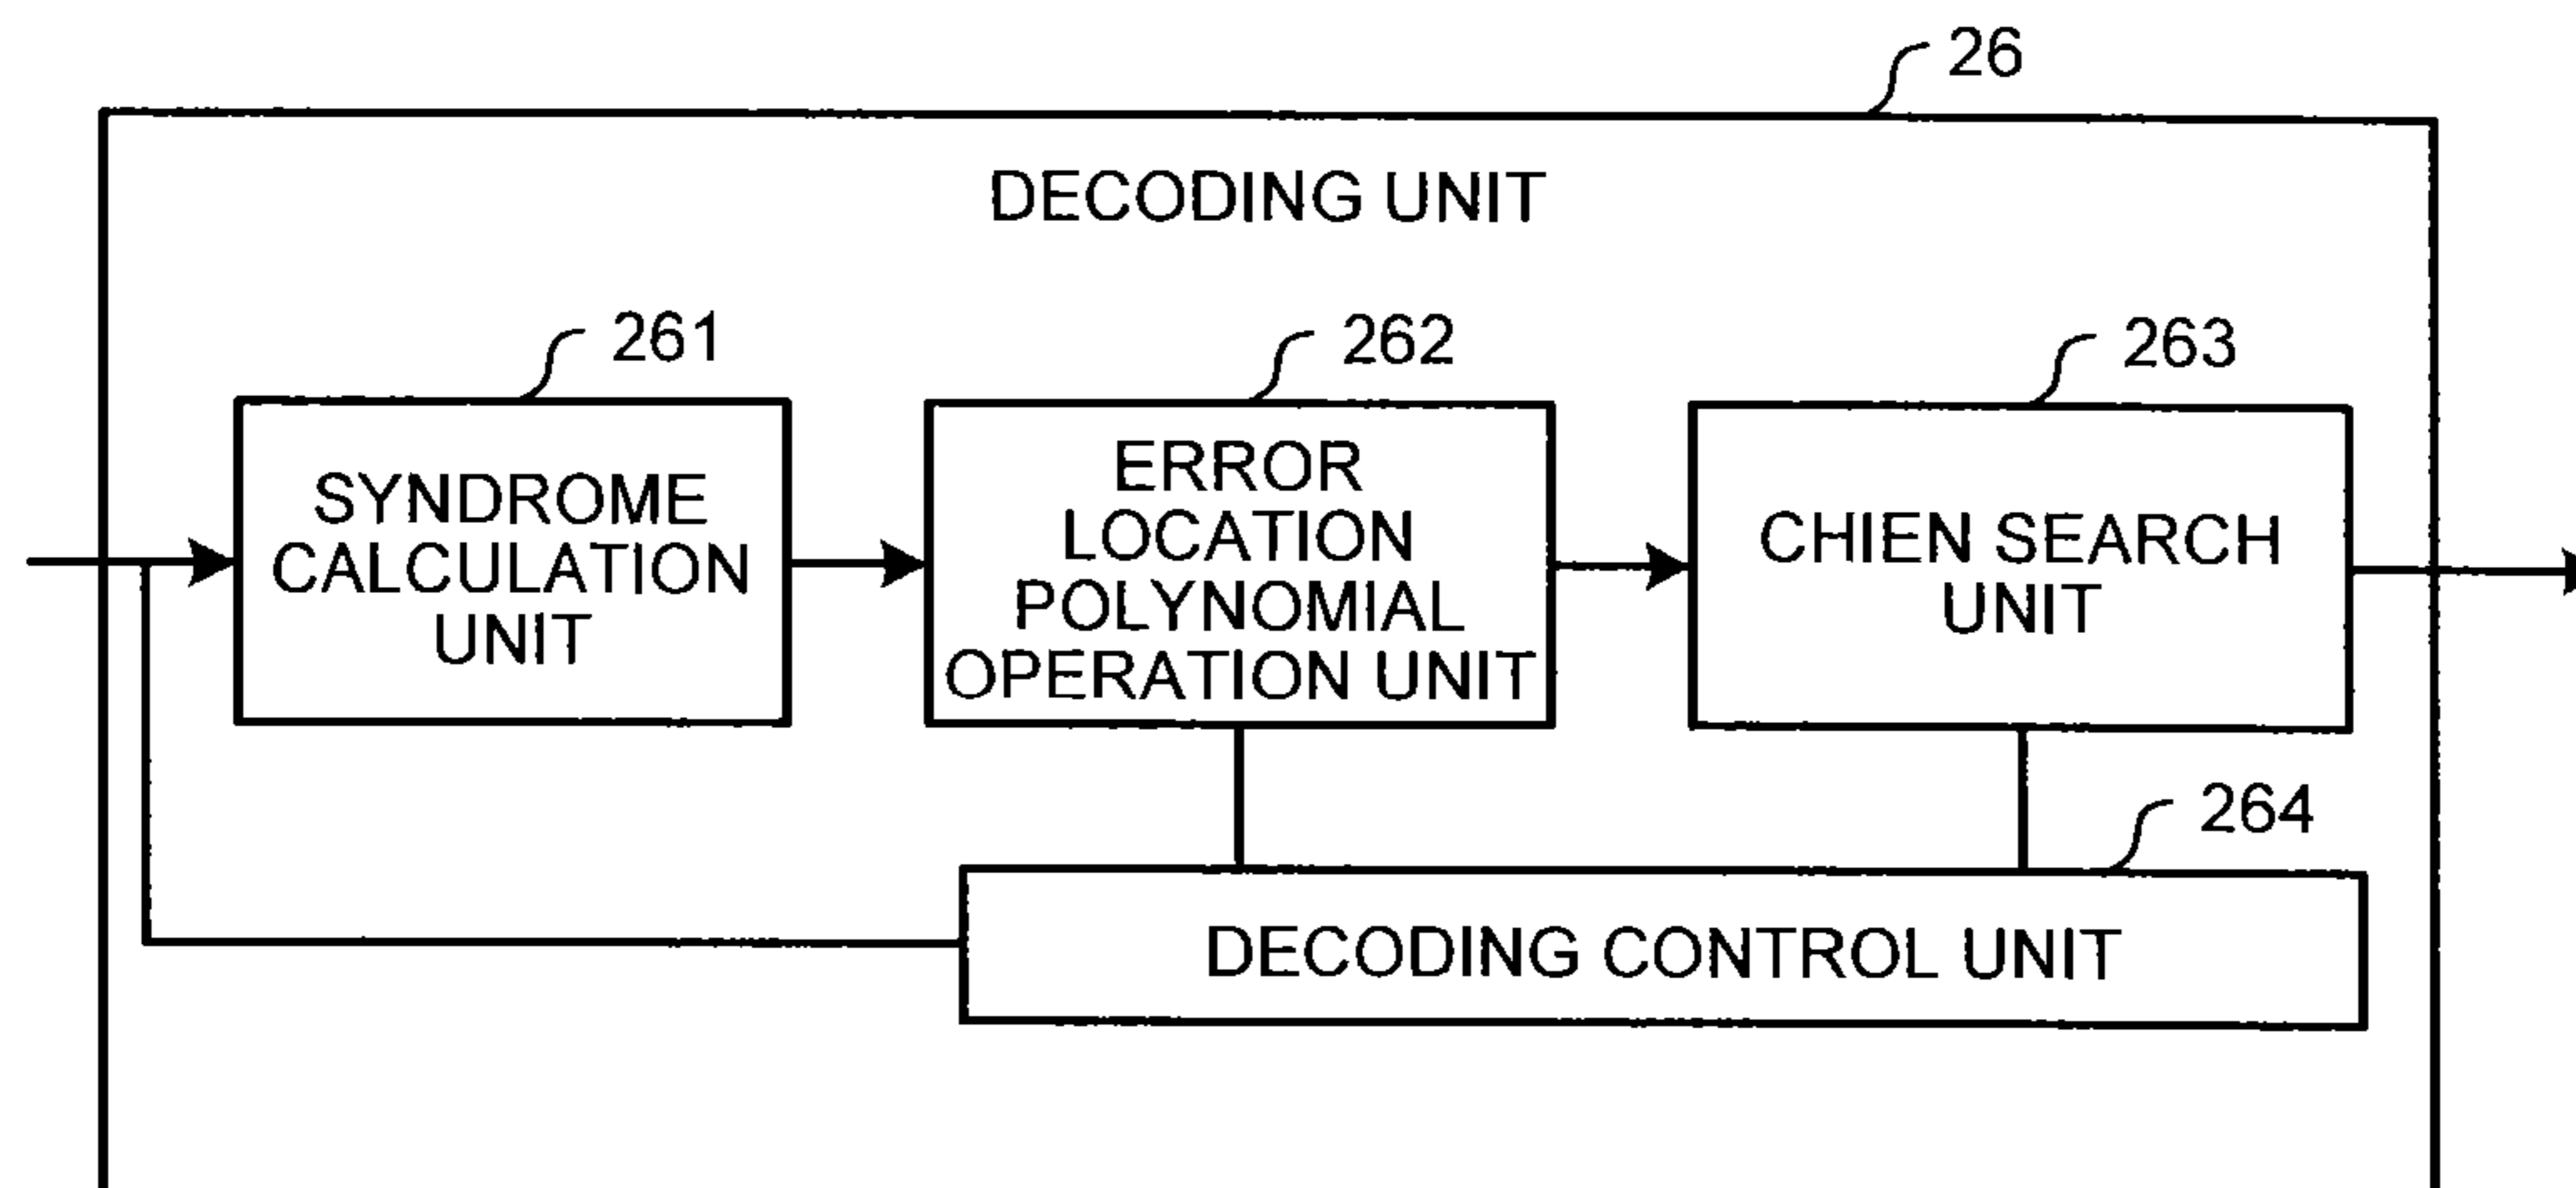 26
DECODING UNIT
261
262
263
SYNDROME
CALCULATION
UNIT
ERROR
LOCATION
POLYNOMIAL
OPERATION UNIT
CHIEN SEARCH
UNIT
264
DECODING CONTROL UNIT